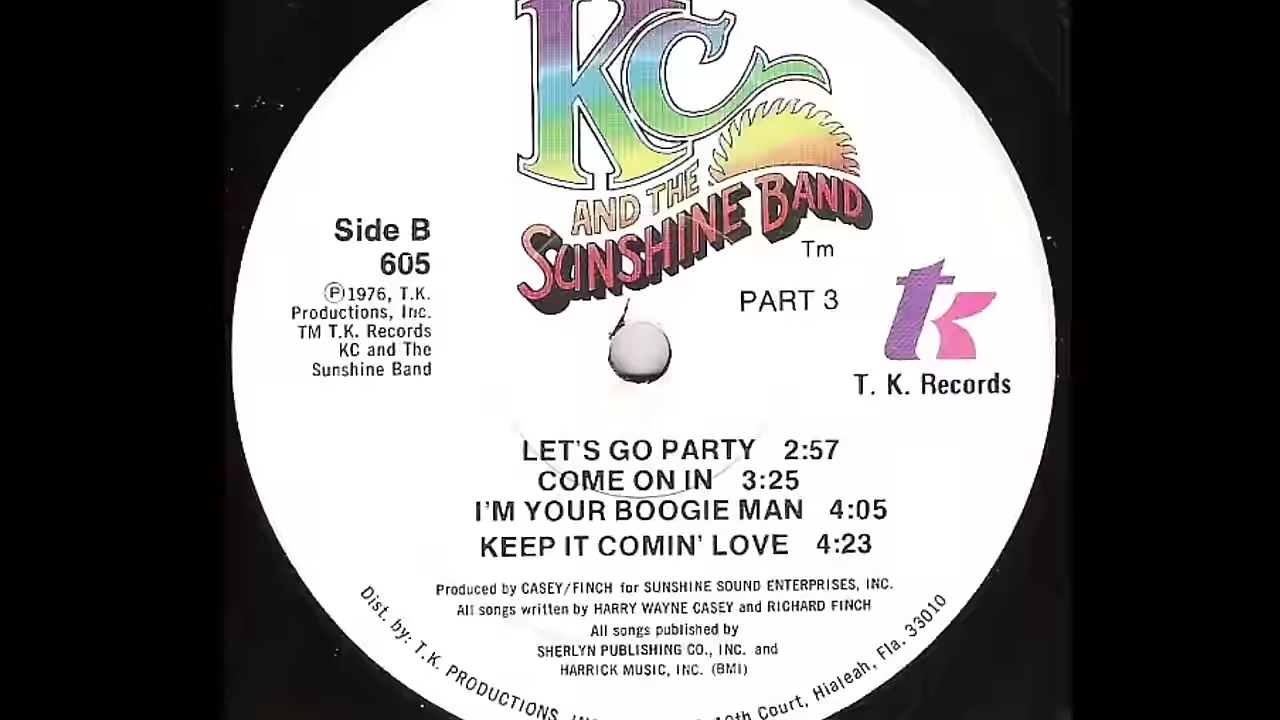 KC
AND THE
SUNSHINE BAND
Tm
Side B
605
Ⓟ1976, T.K.
Productions, Inc.
TM T.K. Records
KC and The
Sunshine Band
PART 3
tk
T. K. Records
LET'S GO PARTY 2:57
COME ON IN 3:25
I'M YOUR BOOGIE MAN 4:05
KEEP IT COMIN' LOVE 4:23
Produced by CASEY/FINCH for SUNSHINE SOUND ENTERPRISES, INC.
All songs written by HARRY WAYNE CASEY and RICHARD FINCH
All songs published by
SHERLYN PUBLISHING CO., INC. and
HARRICK MUSIC, INC. (BMI)
Dist. by: T.K. PRODUCTIONS, Court, Hialeah, Fla. 33010